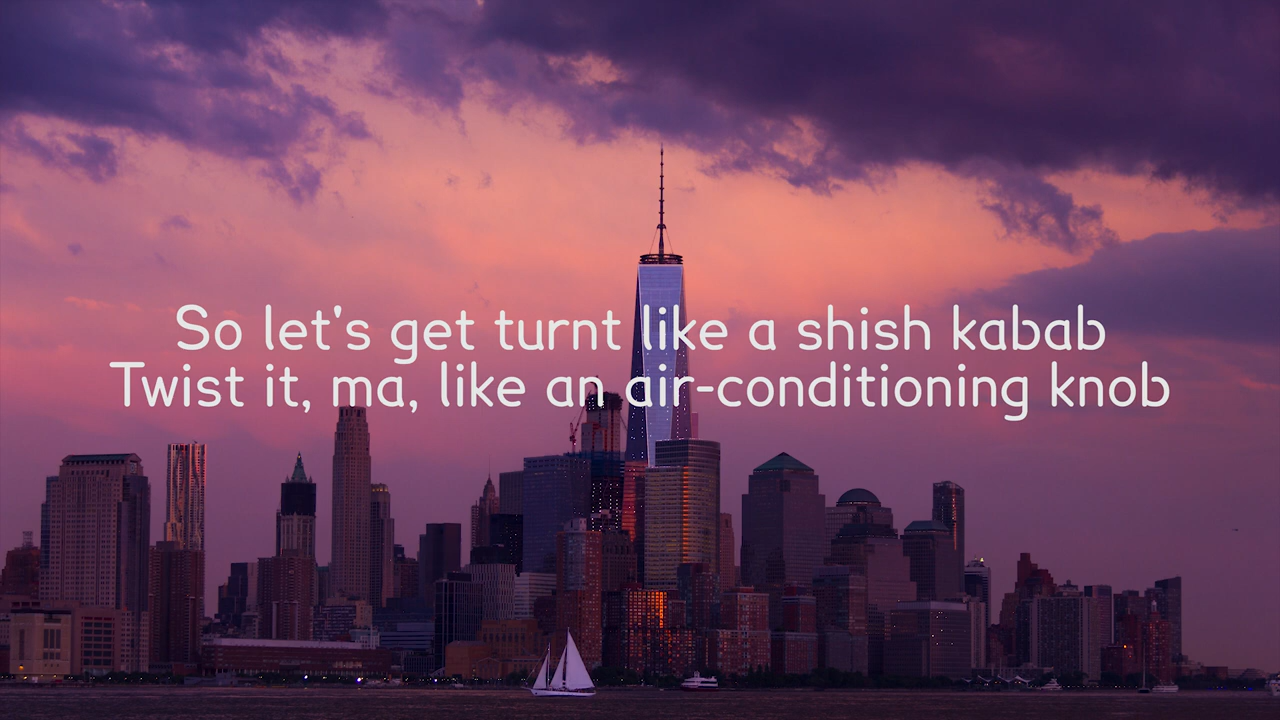 So let's get turnt like a shish kabab
Twist it, ma, like an air-conditioning knob